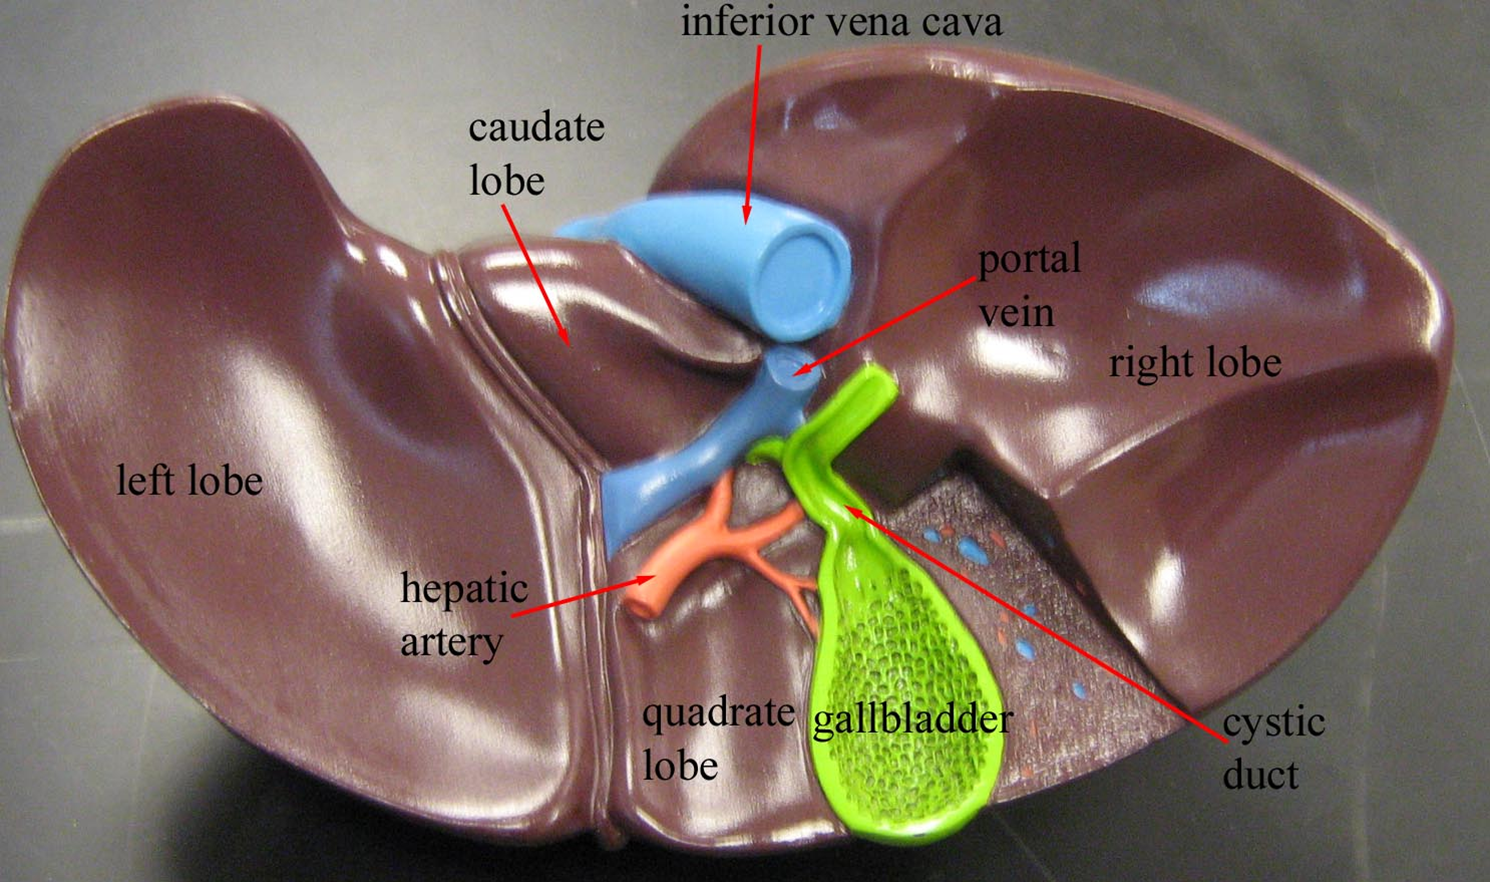 inferior vena cava
caudate
lobe
portal
vein
right lobe
left lobe
hepatic
artery
quadrate
lobe
gallbladder
cystic
duct